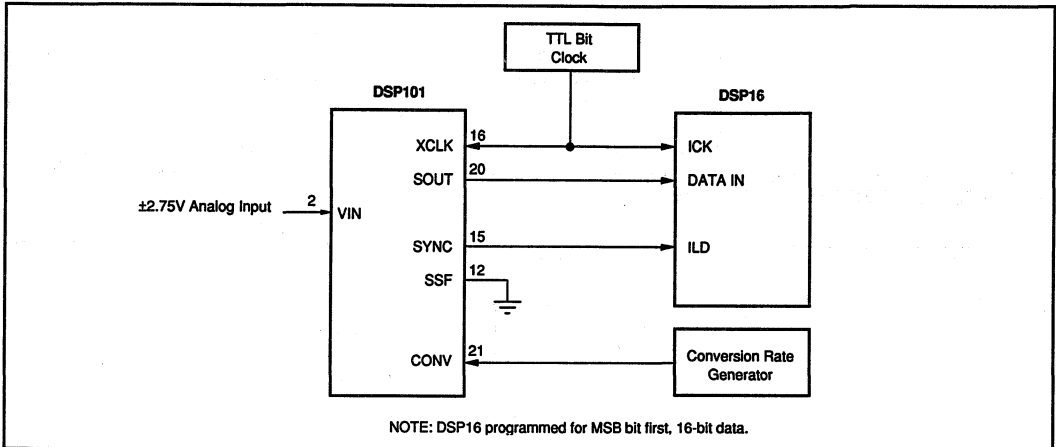 TTL Bit
Clock
DSP101
DSP16
XCLK
16
ICK
SOUT
20
DATA IN
±2.75V Analog Input
2
VIN
SYNC
15
ILD
SSF
12
CONV
21
Conversion Rate
Generator
NOTE: DSP16 programmed for MSB bit first, 16-bit data.